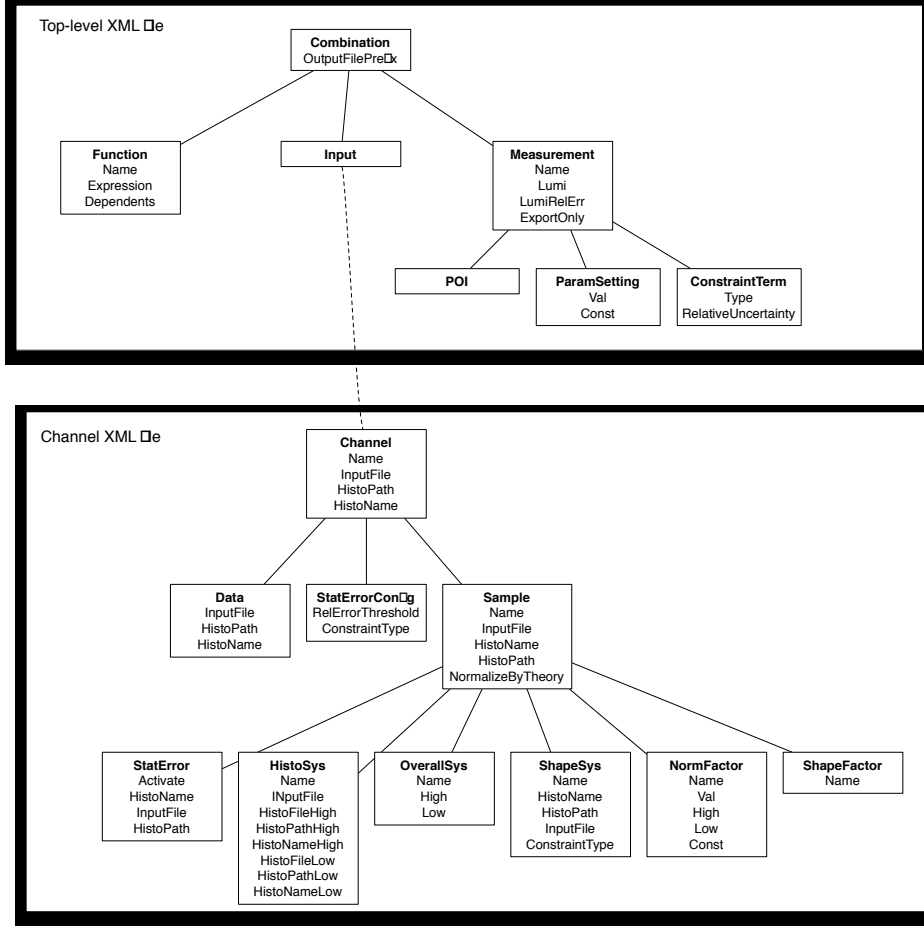 Top-level XML □le
Combination
OutputFilePre□x
Function
Name
Expression
Dependents
Input
Measurement
Name
Lumi
LumiRelErr
ExportOnly
POI
ParamSetting
Val
Const
ConstraintTerm
Type
RelativeUncertainty
Channel XML □le
Channel
Name
InputFile
HistoPath
HistoName
Data
InputFile
HistoPath
HistoName
StatErrorCon□g
RelErrorThreshold
ConstraintType
Sample
Name
InputFile
HistoName
HistoPath
NormalizeByTheory
StatError
Activate
HistoName
InputFile
HistoPath
HistoSys
Name
INputFile
HistoFileHigh
HistoPathHigh
HistoNameHigh
HistoFileLow
HistoPathLow
HistoNameLow
OverallSys
Name
High
Low
ShapeSys
Name
HistoName
HistoPath
InputFile
ConstraintType
NormFactor
Name
Val
High
Low
Const
ShapeFactor
Name